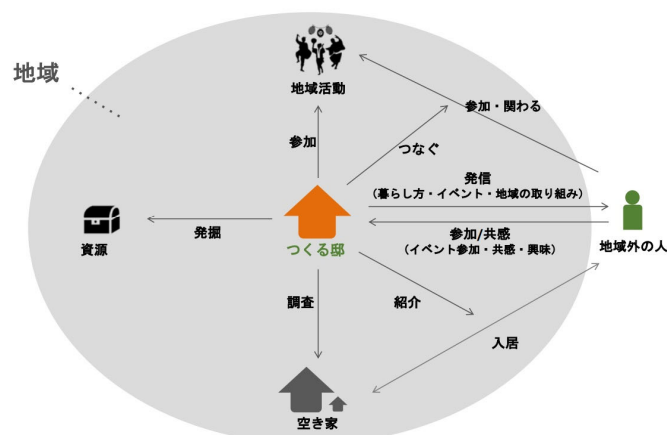 地域活動
地域
参加・関わる
参加
つなぐ
発信
（暮らし方・イベント・地域の取り組み）
資源
発掘
つくる邸
参加/共感
（イベント参加・共感・興味）
地域外の人
調査
紹介
入居
空き家